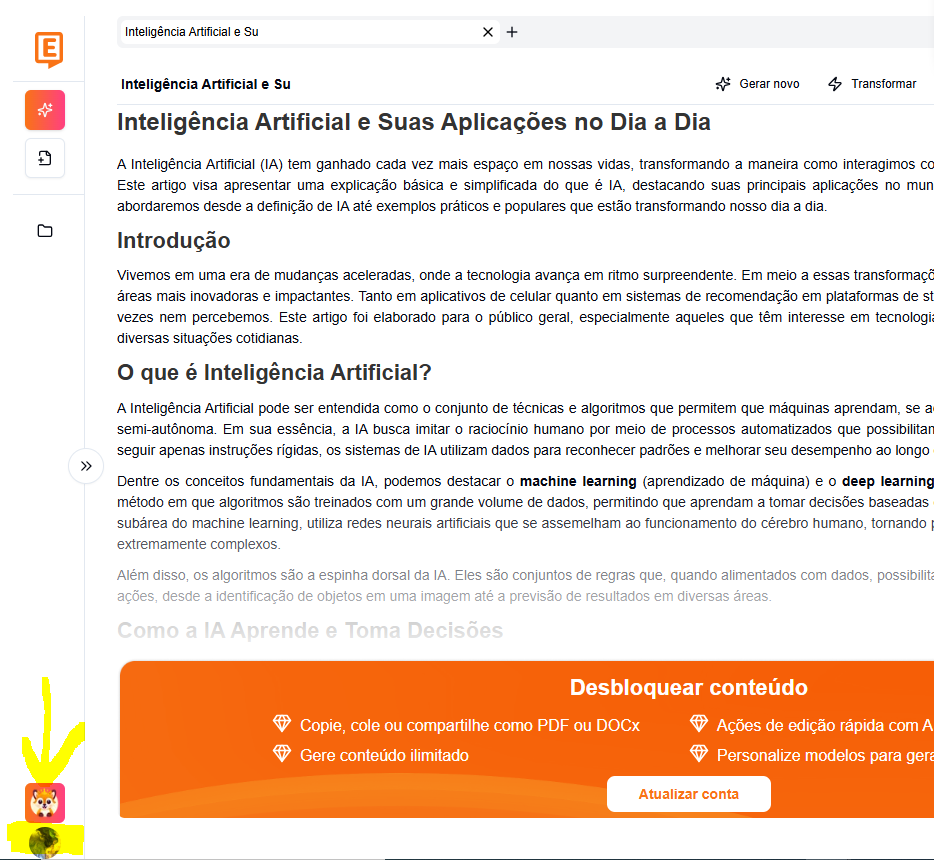 E
Inteligência Artificial e Su
Inteligência Artificial e Su
Gerar novo
Transformar
Inteligência Artificial e Suas Aplicações no Dia a Dia
A Inteligência Artificial (IA) tem ganhado cada vez mais espaço em nossas vidas, transformando a maneira como interagimos co
Este artigo visa apresentar uma explicação básica e simplificada do que é IA, destacando suas principais aplicações no mun
abordaremos desde a definição de IA até exemplos práticos e populares que estão transformando nosso dia a dia.
Introdução
Vivemos em uma era de mudanças aceleradas, onde a tecnologia avança em ritmo surpreendente. Em meio a essas transformaçõ
áreas mais inovadoras e impactantes. Tanto em aplicativos de celular quanto em sistemas de recomendação em plataformas de st
vezes nem percebemos. Este artigo foi elaborado para o público geral, especialmente aqueles que têm interesse em tecnologia
diversas situações cotidianas.
O que é Inteligência Artificial?
A Inteligência Artificial pode ser entendida como o conjunto de técnicas e algoritmos que permitem que máquinas aprendam, se a
semi-autônoma. Em sua essência, a IA busca imitar o raciocínio humano por meio de processos automatizados que possibilitan
seguir apenas instruções rígidas, os sistemas de IA utilizam dados para reconhecer padrões e melhorar seu desempenho ao longo
Dentre os conceitos fundamentais da IA, podemos destacar o machine learning (aprendizado de máquina) e o deep learning
método em que algoritmos são treinados com um grande volume de dados, permitindo que aprendam a tomar decisões baseadas
subárea do machine learning, utiliza redes neurais artificiais que se assemelham ao funcionamento do cérebro humano, tornando p
extremamente complexos.
Além disso, os algoritmos são a espinha dorsal da IA. Eles são conjuntos de regras que, quando alimentados com dados, possibilita
ações, desde a identificação de objetos em uma imagem até a previsão de resultados em diversas áreas.
Como a IA Aprende e Toma Decisões
Desbloquear conteúdo
Copie, cole ou compartilhe como PDF ou DOCx
Ações de edição rápida com A
Gere conteúdo ilimitado
Personalize modelos para gera
Atualizar conta